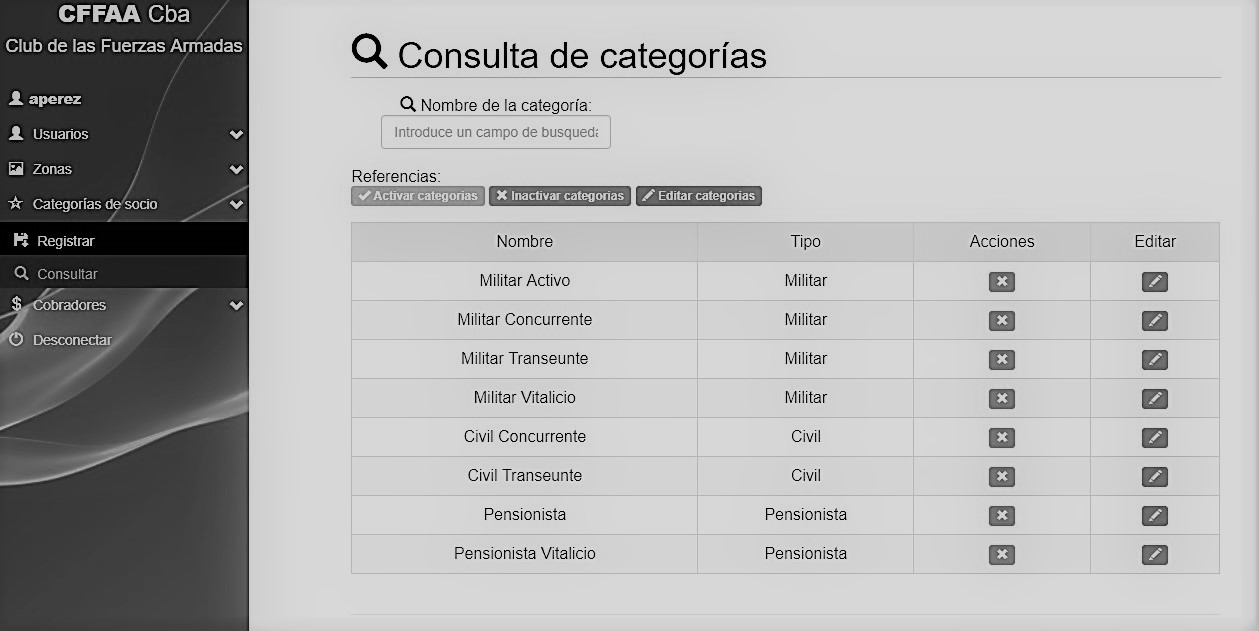 CFFAA Cba
Club de las Fuerzas Armadas
aperez
Usuarios
Zonas
Categorías de socio
Registrar
Consultar
Cobradores
Desconectar
Consulta de categorías
Nombre de la categoría:
Introduce un campo de busqueda
Referencias:
Activar categorias Inactivar categorias Editar categorias
Nombre Tipo Acciones Editar
Militar Activo Militar
Militar Concurrente Militar
Militar Transeunte Militar
Militar Vitalicio Militar
Civil Concurrente Civil
Civil Transeunte Civil
Pensionista Pensionista
Pensionista Vitalicio Pensionista